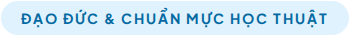 ĐẠO ĐỨC & CHUẨN MỰC HỌC THUẬT